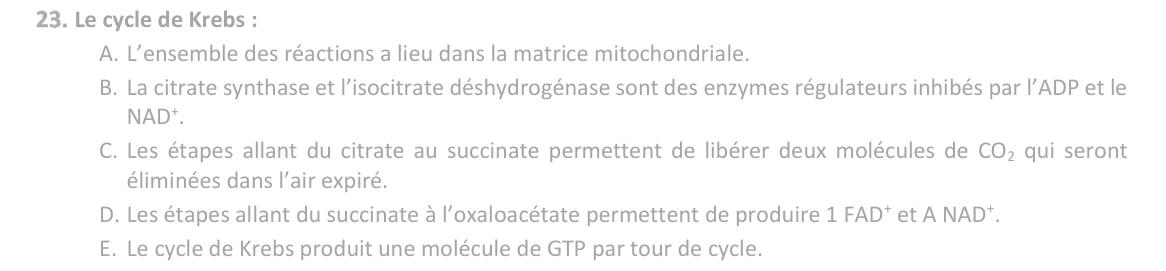 23. Le cycle de Krebs :
A. L’ensemble des réactions a lieu dans la matrice mitochondriale.
B. La citrate synthase et l’isocitrate déshydrogénase sont des enzymes régulateurs inhibés par l’ADP et le
NAD⁺.
C. Les étapes allant du citrate au succinate permettent de libérer deux molécules de CO₂ qui seront
éliminées dans l’air expiré.
D. Les étapes allant du succinate à l’oxaloacétate permettent de produire 1 FAD⁺ et A NAD⁺.
E. Le cycle de Krebs produit une molécule de GTP par tour de cycle.